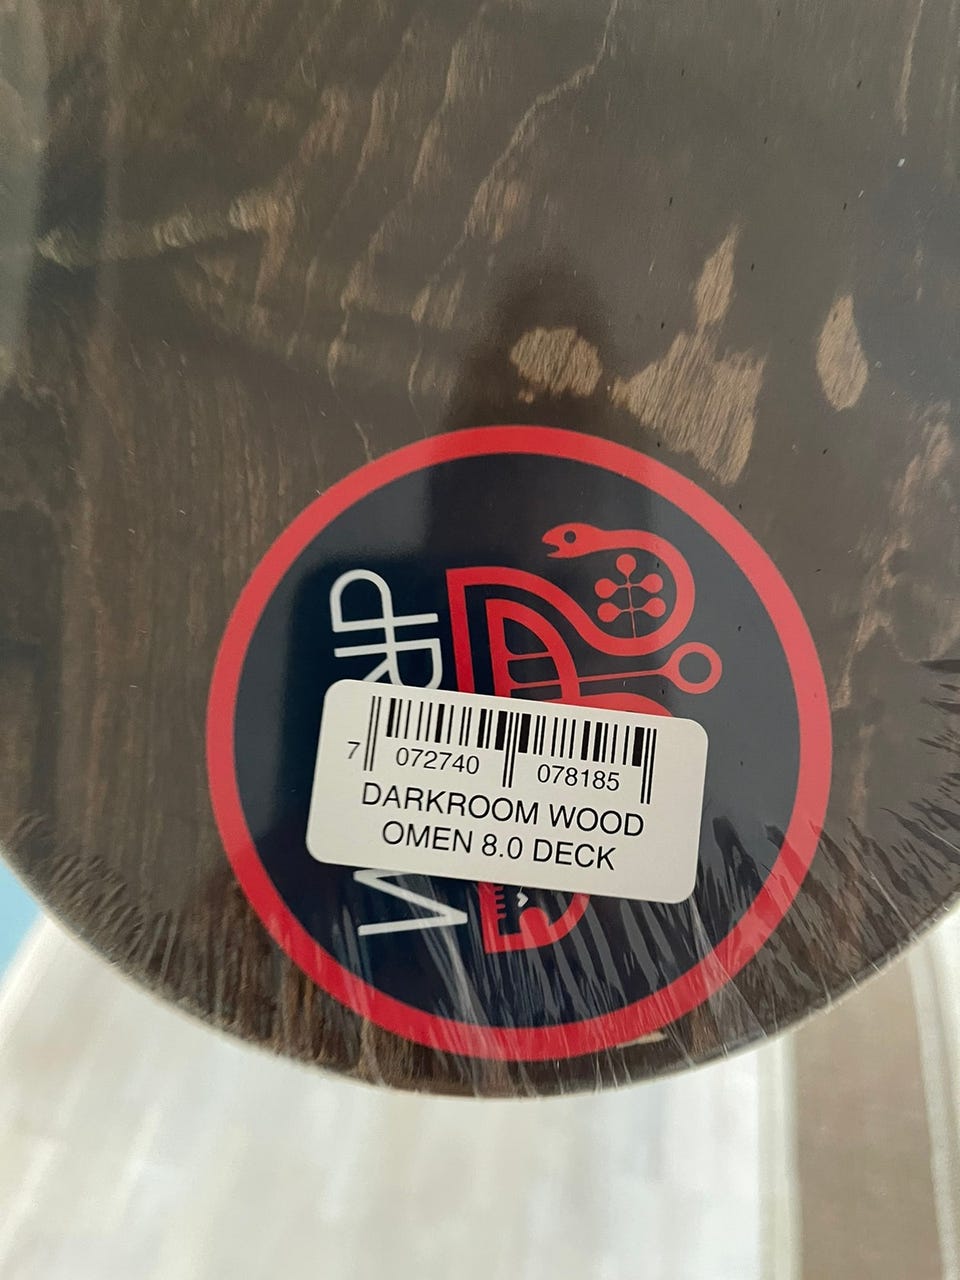 7 072740 078185
DARKROOM WOOD
OMEN 8.0 DECK